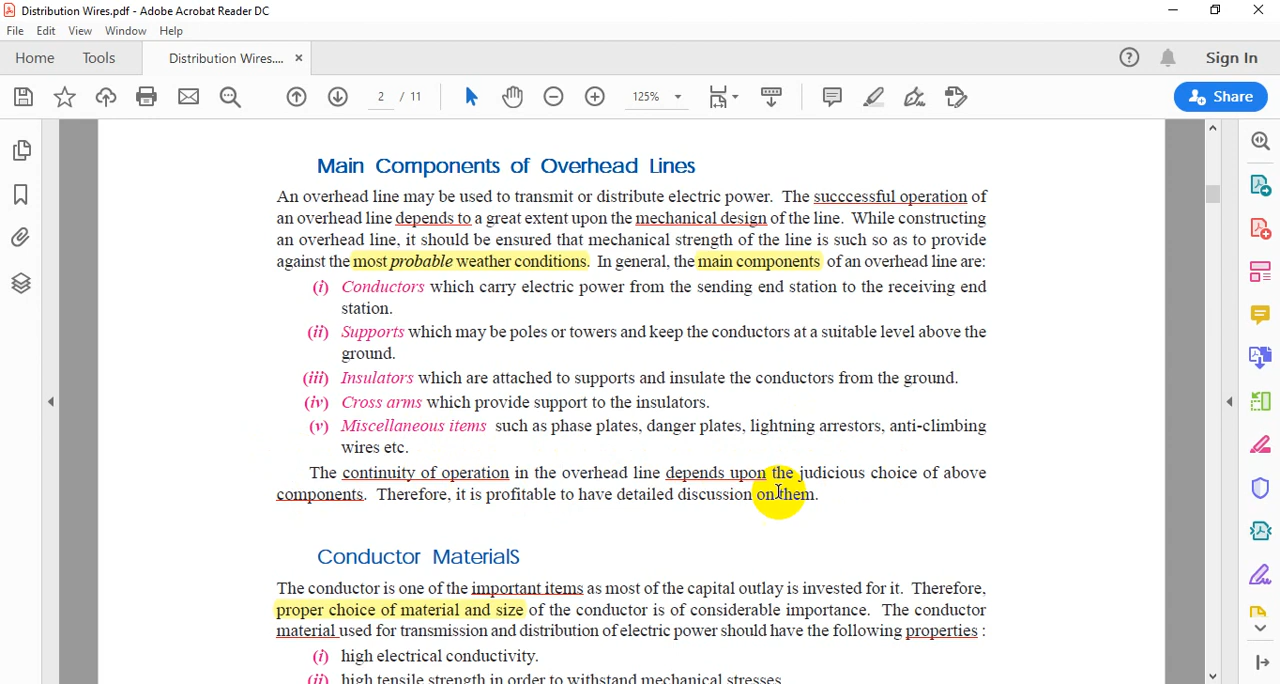 Distribution Wires.pdf - Adobe Acrobat Reader DC
File Edit View Window Help
Home Tools Distribution Wires.... × Sign In
2 / 11 125% Share
Main Components of Overhead Lines
An overhead line may be used to transmit or distribute electric power. The succcessful operation of
an overhead line depends to a great extent upon the mechanical design of the line. While constructing
an overhead line, it should be ensured that mechanical strength of the line is such so as to provide
against the most probable weather conditions. In general, the main components of an overhead line are:
(i) Conductors which carry electric power from the sending end station to the receiving end
station.
(ii) Supports which may be poles or towers and keep the conductors at a suitable level above the
ground.
(iii) Insulators which are attached to supports and insulate the conductors from the ground.
(iv) Cross arms which provide support to the insulators.
(v) Miscellaneous items such as phase plates, danger plates, lightning arrestors, anti-climbing
wires etc.
The continuity of operation in the overhead line depends upon the judicious choice of above
components. Therefore, it is profitable to have detailed discussion on them.
Conductor MaterialS
The conductor is one of the important items as most of the capital outlay is invested for it. Therefore,
proper choice of material and size of the conductor is of considerable importance. The conductor
material used for transmission and distribution of electric power should have the following properties :
(i) high electrical conductivity.
(ii) high tensile strength in order to withstand mechanical stresses.